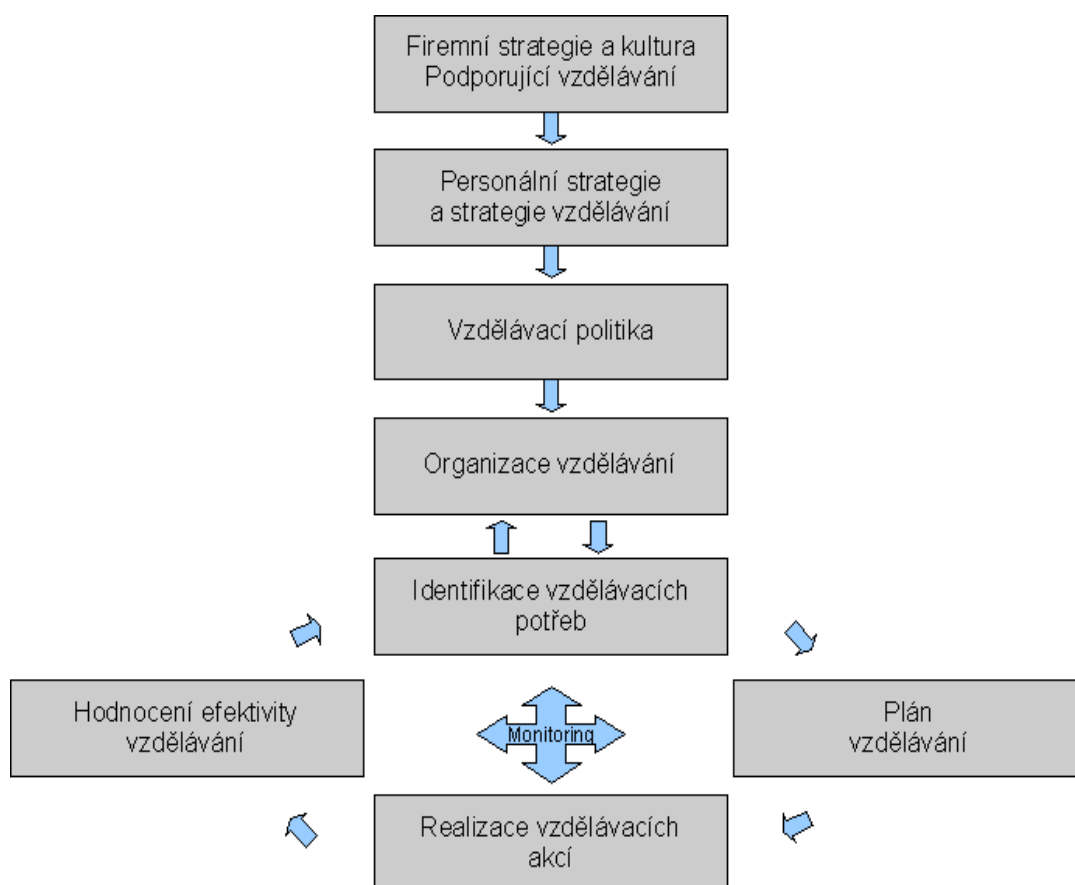 Firemní strategie a kultura
Podporující vzdělávání
Personální strategie
a strategie vzdělávání
Vzdělávací politika
Organizace vzdělávání
Identifikace vzdělávacích
potřeb
Hodnocení efektivity
vzdělávání
Monitoring
Plán
vzdělávání
Realizace vzdělávacích
akcí